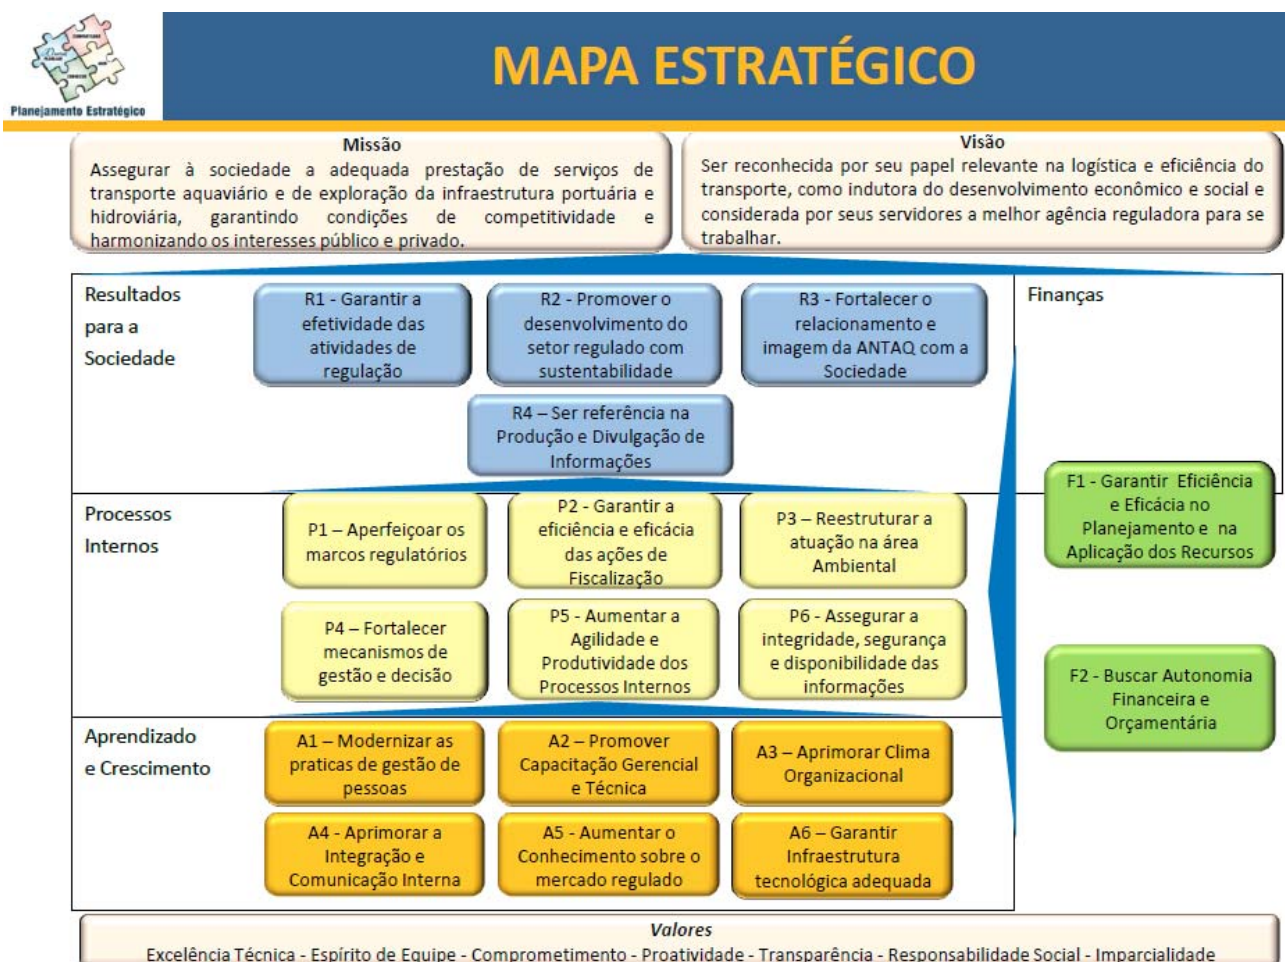 Planejamento Estratégico
MAPA ESTRATÉGICO
Missão
Assegurar à sociedade a adequada prestação de serviços de
transporte aquaviário e de exploração da infraestrutura portuária e
hidroviária, garantindo condições de competitividade e
harmonizando os interesses público e privado.
Visão
Ser reconhecida por seu papel relevante na logística e eficiência do
transporte, como indutora do desenvolvimento econômico e social e
considerada por seus servidores a melhor agência reguladora para se
trabalhar.
Resultados
para a
Sociedade
R1 - Garantir a
efetividade das
atividades de
regulação
R2 - Promover o
desenvolvimento do
setor regulado com
sustentabilidade
R3 - Fortalecer o
relacionamento e
imagem da ANTAQ com a
Sociedade
R4 – Ser referência na
Produção e Divulgação de
Informações
Finanças
F1 - Garantir Eficiência
e Eficácia no
Planejamento e na
Aplicação dos Recursos
F2 - Buscar Autonomia
Financeira e
Orçamentária
Processos
Internos
P1 – Aperfeiçoar os
marcos regulatórios
P2 - Garantir a
eficiência e eficácia
das ações de
Fiscalização
P3 – Reestruturar a
atuação na área
Ambiental
P4 – Fortalecer
mecanismos de
gestão e decisão
P5 - Aumentar a
Agilidade e
Produtividade dos
Processos Internos
P6 - Assegurar a
integridade, segurança
e disponibilidade das
informações
Aprendizado
e Crescimento
A1 – Modernizar as
praticas de gestão de
pessoas
A2 – Promover
Capacitação Gerencial
e Técnica
A3 – Aprimorar Clima
Organizacional
A4 - Aprimorar a
Integração e
Comunicação Interna
A5 - Aumentar o
Conhecimento sobre o
mercado regulado
A6 – Garantir
Infraestrutura
tecnológica adequada
Valores
Excelência Técnica - Espírito de Equipe - Comprometimento - Proatividade - Transparência - Responsabilidade Social - Imparcialidade